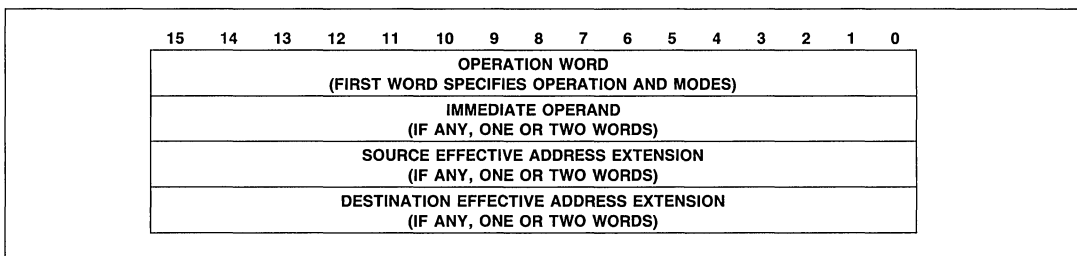 15 14 13 12 11 10 9 8 7 6 5 4 3 2 1 0
OPERATION WORD
(FIRST WORD SPECIFIES OPERATION AND MODES)
IMMEDIATE OPERAND
(IF ANY, ONE OR TWO WORDS)
SOURCE EFFECTIVE ADDRESS EXTENSION
(IF ANY, ONE OR TWO WORDS)
DESTINATION EFFECTIVE ADDRESS EXTENSION
(IF ANY, ONE OR TWO WORDS)